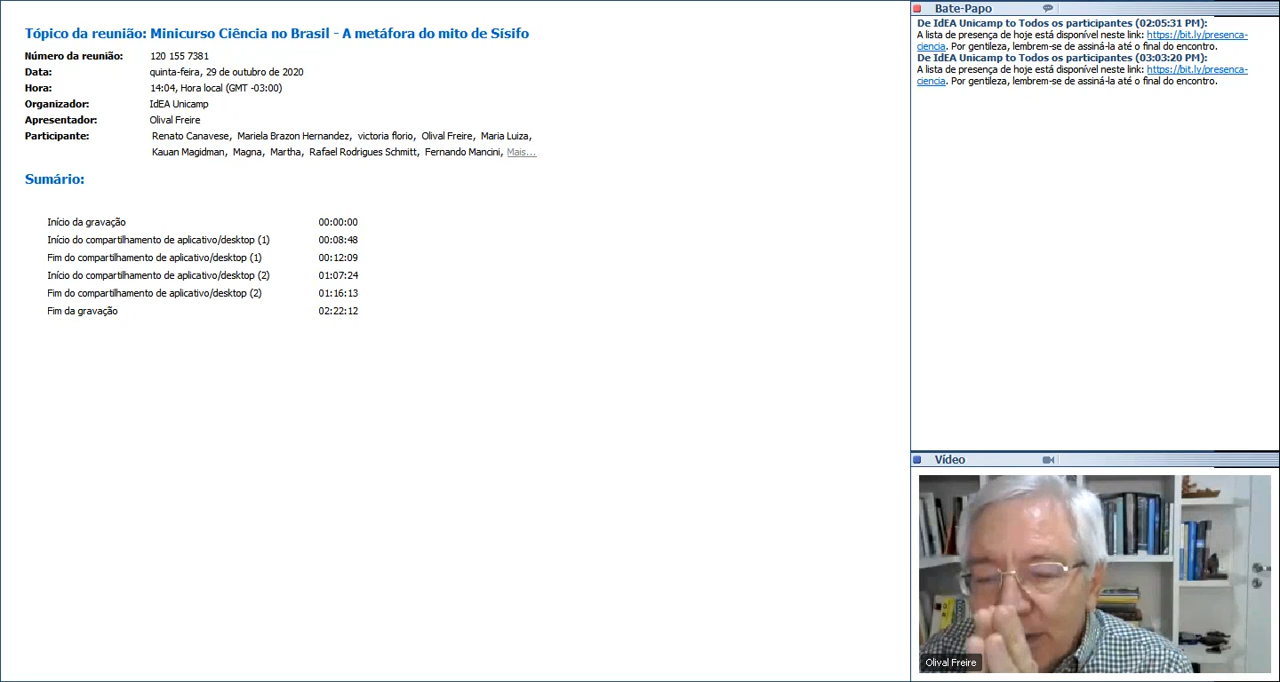 Tópico da reunião: Minicurso Ciência no Brasil - A metáfora do mito de Sísifo
Número da reunião: 120 155 7381
Data: quinta-feira, 29 de outubro de 2020
Hora: 14:04, Hora local (GMT -03:00)
Organizador: IdEA Unicamp
Apresentador: Olival Freire
Participante: Renato Canavese, Mariela Brazon Hernandez, victoria florio, Olival Freire, Maria Luiza,
Kauan Magidman, Magna, Martha, Rafael Rodrigues Schmitt, Fernando Mancini, Mais...
Sumário:
Início da gravação 00:00:00
Início do compartilhamento de aplicativo/desktop (1) 00:08:48
Fim do compartilhamento de aplicativo/desktop (1) 00:12:09
Início do compartilhamento de aplicativo/desktop (2) 01:07:24
Fim do compartilhamento de aplicativo/desktop (2) 01:16:13
Fim da gravação 02:22:12
Bate-Papo
De IdEA Unicamp to Todos os participantes (02:05:31 PM):
A lista de presença de hoje está disponível neste link: https://bit.ly/presenca-
ciencia. Por gentileza, lembrem-se de assiná-la até o final do encontro.
De IdEA Unicamp to Todos os participantes (03:03:20 PM):
A lista de presença de hoje está disponível neste link: https://bit.ly/presenca-
ciencia. Por gentileza, lembrem-se de assiná-la até o final do encontro.
Vídeo
Olival Freire